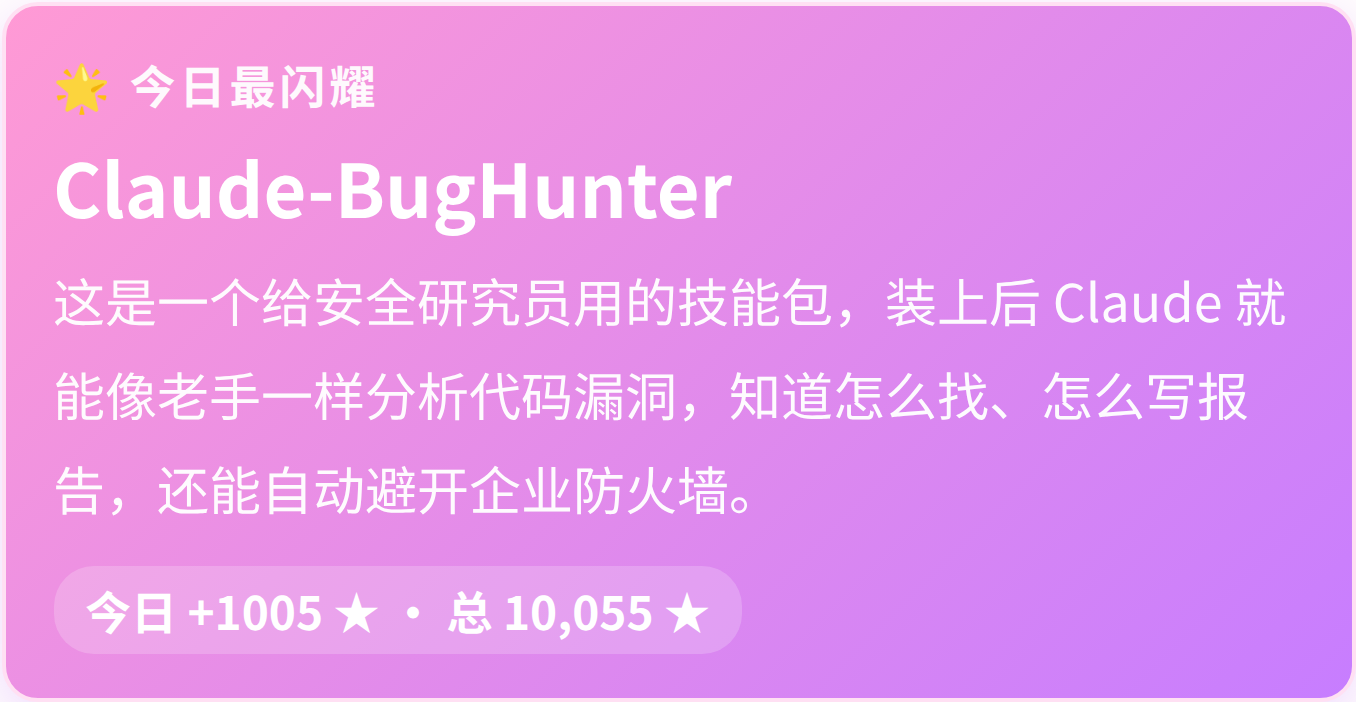 🌟 今日最闪耀
Claude-BugHunter
这是一个给安全研究员用的技能包，装上后 Claude 就
能像老手一样分析代码漏洞，知道怎么找、怎么写报
告，还能自动避开企业防火墙。
今日 +1005 ★ · 总 10,055 ★